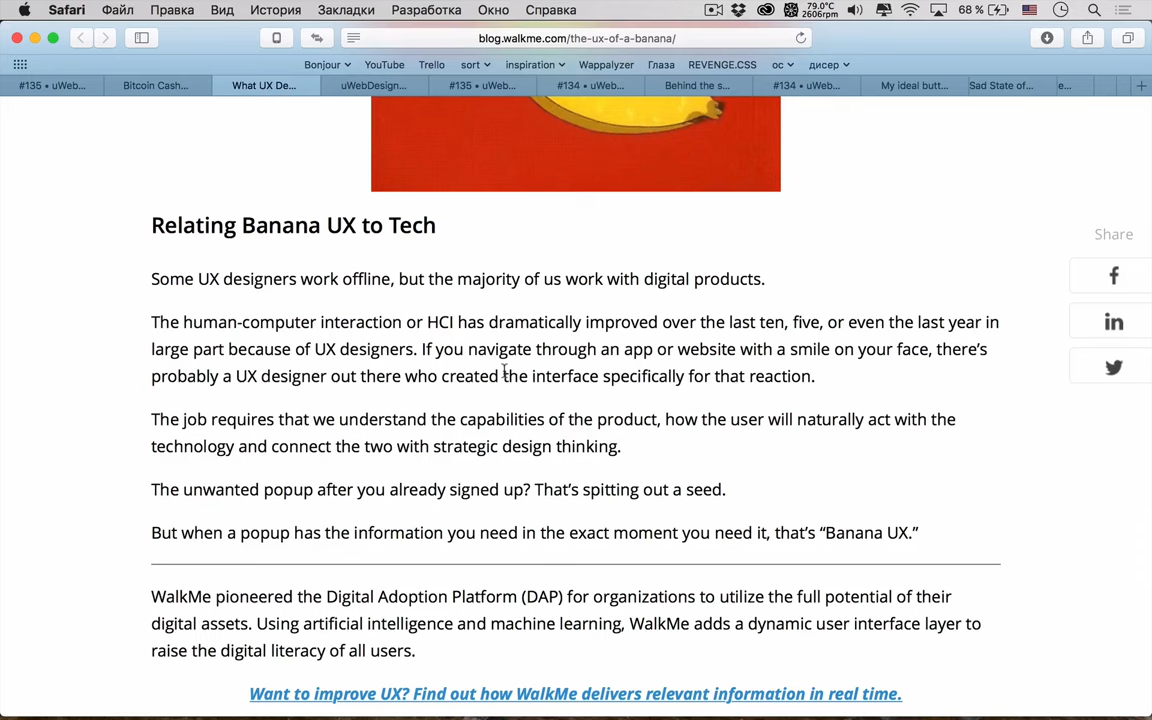 Safari Файл Правка Вид История Закладки Разработка Окно Справка 79.0°C 2606rpm 68 %
blog.walkme.com/the-ux-of-a-banana/
Bonjour YouTube Trello sort inspiration Wappalyzer Глаза REVENGE.CSS ос дисер
#135 • uWeb... Bitcoin Cash... What UX De... uWebDesign... #135 • uWeb... #134 • uWeb... Behind the s... #134 • uWeb... My ideal butt... Sad State of... e...
Relating Banana UX to Tech
Share
Some UX designers work offline, but the majority of us work with digital products.
The human-computer interaction or HCI has dramatically improved over the last ten, five, or even the last year in
large part because of UX designers. If you navigate through an app or website with a smile on your face, there’s
probably a UX designer out there who created the interface specifically for that reaction.
The job requires that we understand the capabilities of the product, how the user will naturally act with the
technology and connect the two with strategic design thinking.
The unwanted popup after you already signed up? That’s spitting out a seed.
But when a popup has the information you need in the exact moment you need it, that’s “Banana UX.”
WalkMe pioneered the Digital Adoption Platform (DAP) for organizations to utilize the full potential of their
digital assets. Using artificial intelligence and machine learning, WalkMe adds a dynamic user interface layer to
raise the digital literacy of all users.
Want to improve UX? Find out how WalkMe delivers relevant information in real time.